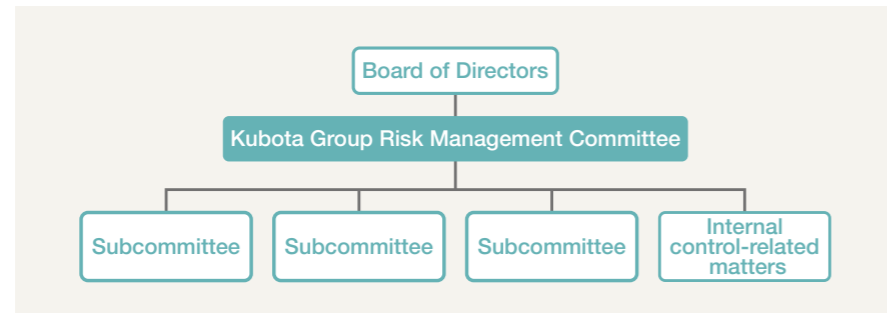 Board of Directors
Kubota Group Risk Management Committee
Subcommittee
Subcommittee
Subcommittee
Internal
control-related
matters